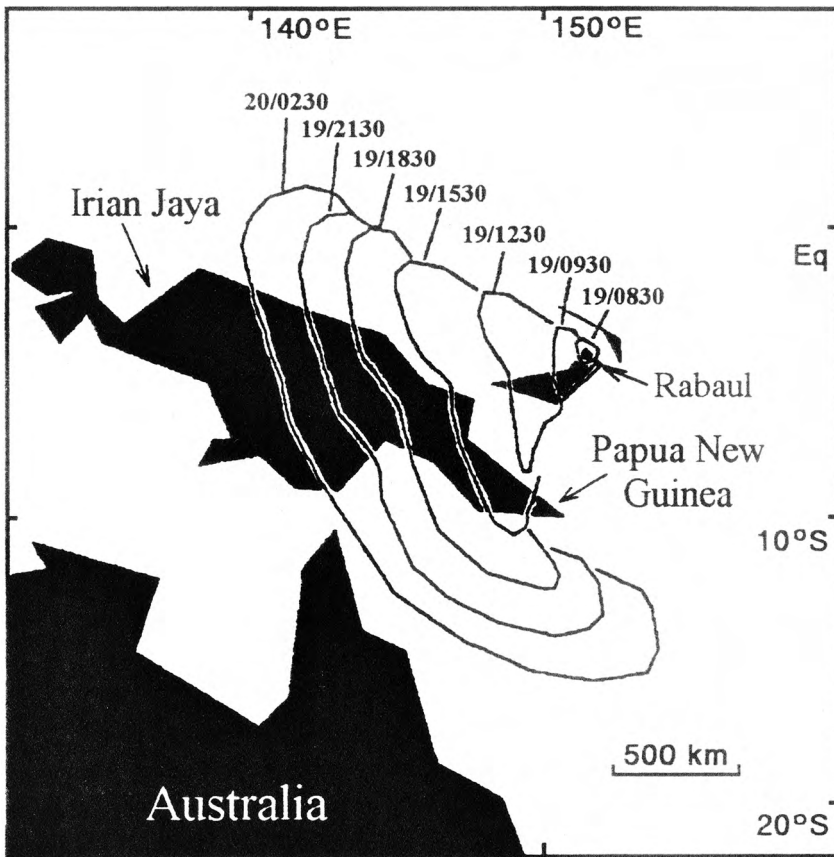 140°E
150°E
20/0230
19/2130
19/1830
19/1530
19/1230
19/0930
19/0830
Irian Jaya
Eq
Rabaul
Papua New
Guinea
10°S
500 km
Australia
20°S